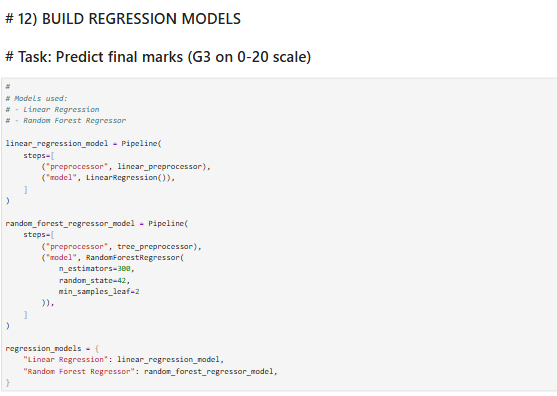 # 12) BUILD REGRESSION MODELS
# Task: Predict final marks (G3 on 0-20 scale)
#
# Models used:
# - Linear Regression
# - Random Forest Regressor
linear_regression_model = Pipeline(
    steps=[
        ("preprocessor", linear_preprocessor),
        ("model", LinearRegression()),
    ]
)
random_forest_regressor_model = Pipeline(
    steps=[
        ("preprocessor", tree_preprocessor),
        ("model", RandomForestRegressor(
            n_estimators=300,
            random_state=42,
            min_samples_leaf=2
        )),
    ]
)
regression_models = {
    "Linear Regression": linear_regression_model,
    "Random Forest Regressor": random_forest_regressor_model,
}